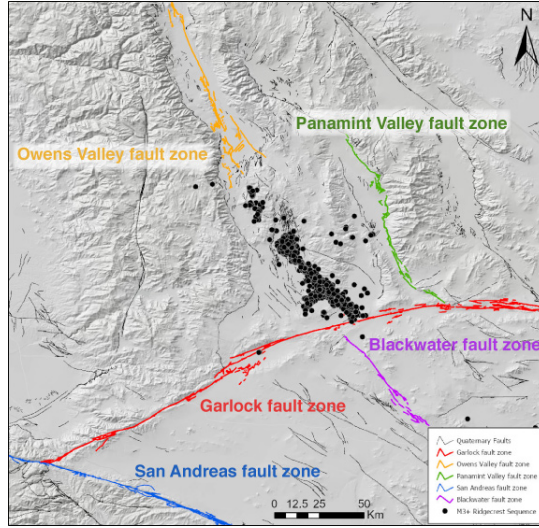 N
Panamint Valley fault zone
Owens Valley fault zone
Blackwater fault zone
Garlock fault zone
San Andreas fault zone
0 12.5 25 50
Km
Quaternary Faults
Garlock fault zone
Owens Valley fault zone
Panamint Valley fault zone
San Andreas fault zone
Blackwater fault zone
M3+ Ridgecrest Sequence